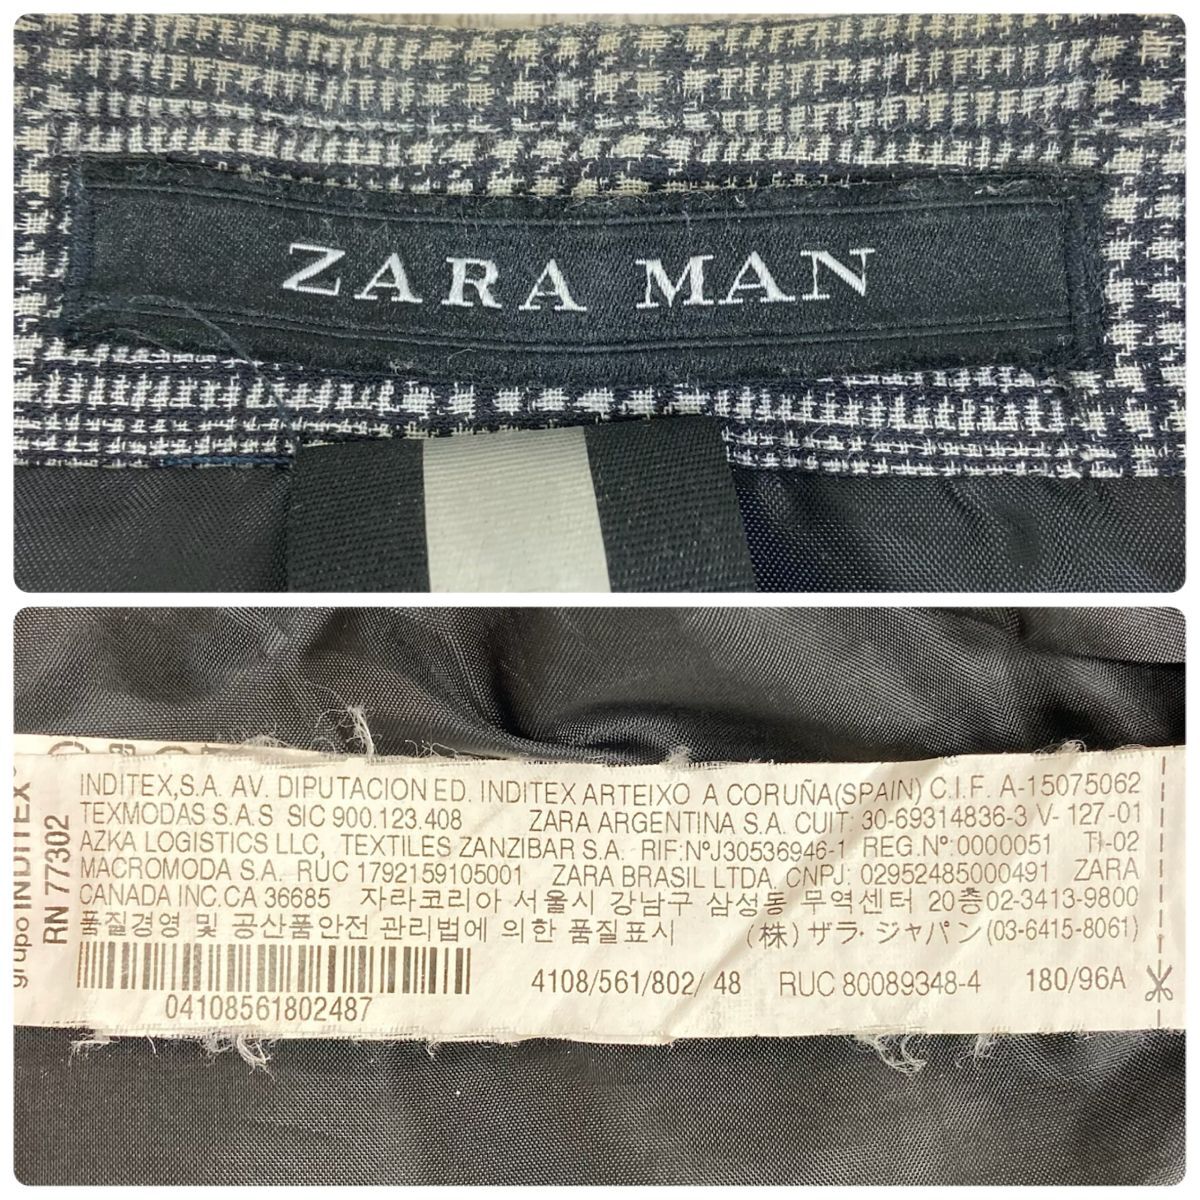 ZARA MAN
grupo INDITEX
RN 77302
INDITEX,S.A. AV. DIPUTACION ED. INDITEX ARTEIXO A CORUÑA(SPAIN) C.I.F. A-15075062
TEXMODAS S.A.S SIC 900.123.408 ZARA ARGENTINA S.A. CUIT: 30-69314836-3 V- 127-01
AZKA LOGISTICS LLC, TEXTILES ZANZIBAR S.A. RIF:NºJ30536946-1 REG.Nº:0000051 TI-02
MACROMODA S.A. RUC 1792159105001 ZARA BRASIL LTDA, CNPJ: 02952485000491 ZARA
CANADA INC.CA 36685 자라코리아 서울시 강남구 삼성동 무역센터 20층02-3413-9800
품질경영 및 공산품안전 관리법에 의한 품질표시 (株)ザラ・ジャパン(03-6415-8061)
4108/561/802/ 48 RUC 80089348-4 180/96A
04108561802487